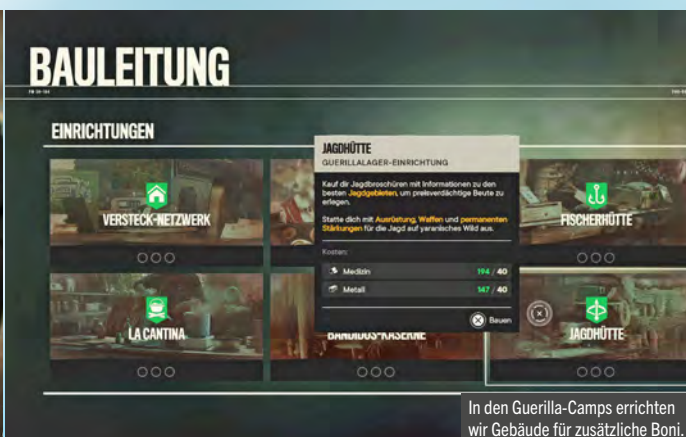 BAULEITUNG
EINRICHTUNGEN
JAGDHÜTTE
GUERILLALAGER-EINRICHTUNG
Kauf dir Jagdbroschüren mit Informationen zu den
besten Jagdgebieten, um preisverdächtige Beute zu
erlegen.
Statte dich mit Ausrüstung, Waffen und permanenten
Stärkungen für die Jagd auf yaranisches Wild aus.
Kosten:
Medizin 194 / 40
Metall 147 / 40
Bauen
VERSTECK-NETZWERK
FISCHERHÜTTE
LA CANTINA
BANDIDOS-KASERNE
JAGDHÜTTE
In den Guerilla-Camps errichten
wir Gebäude für zusätzliche Boni.